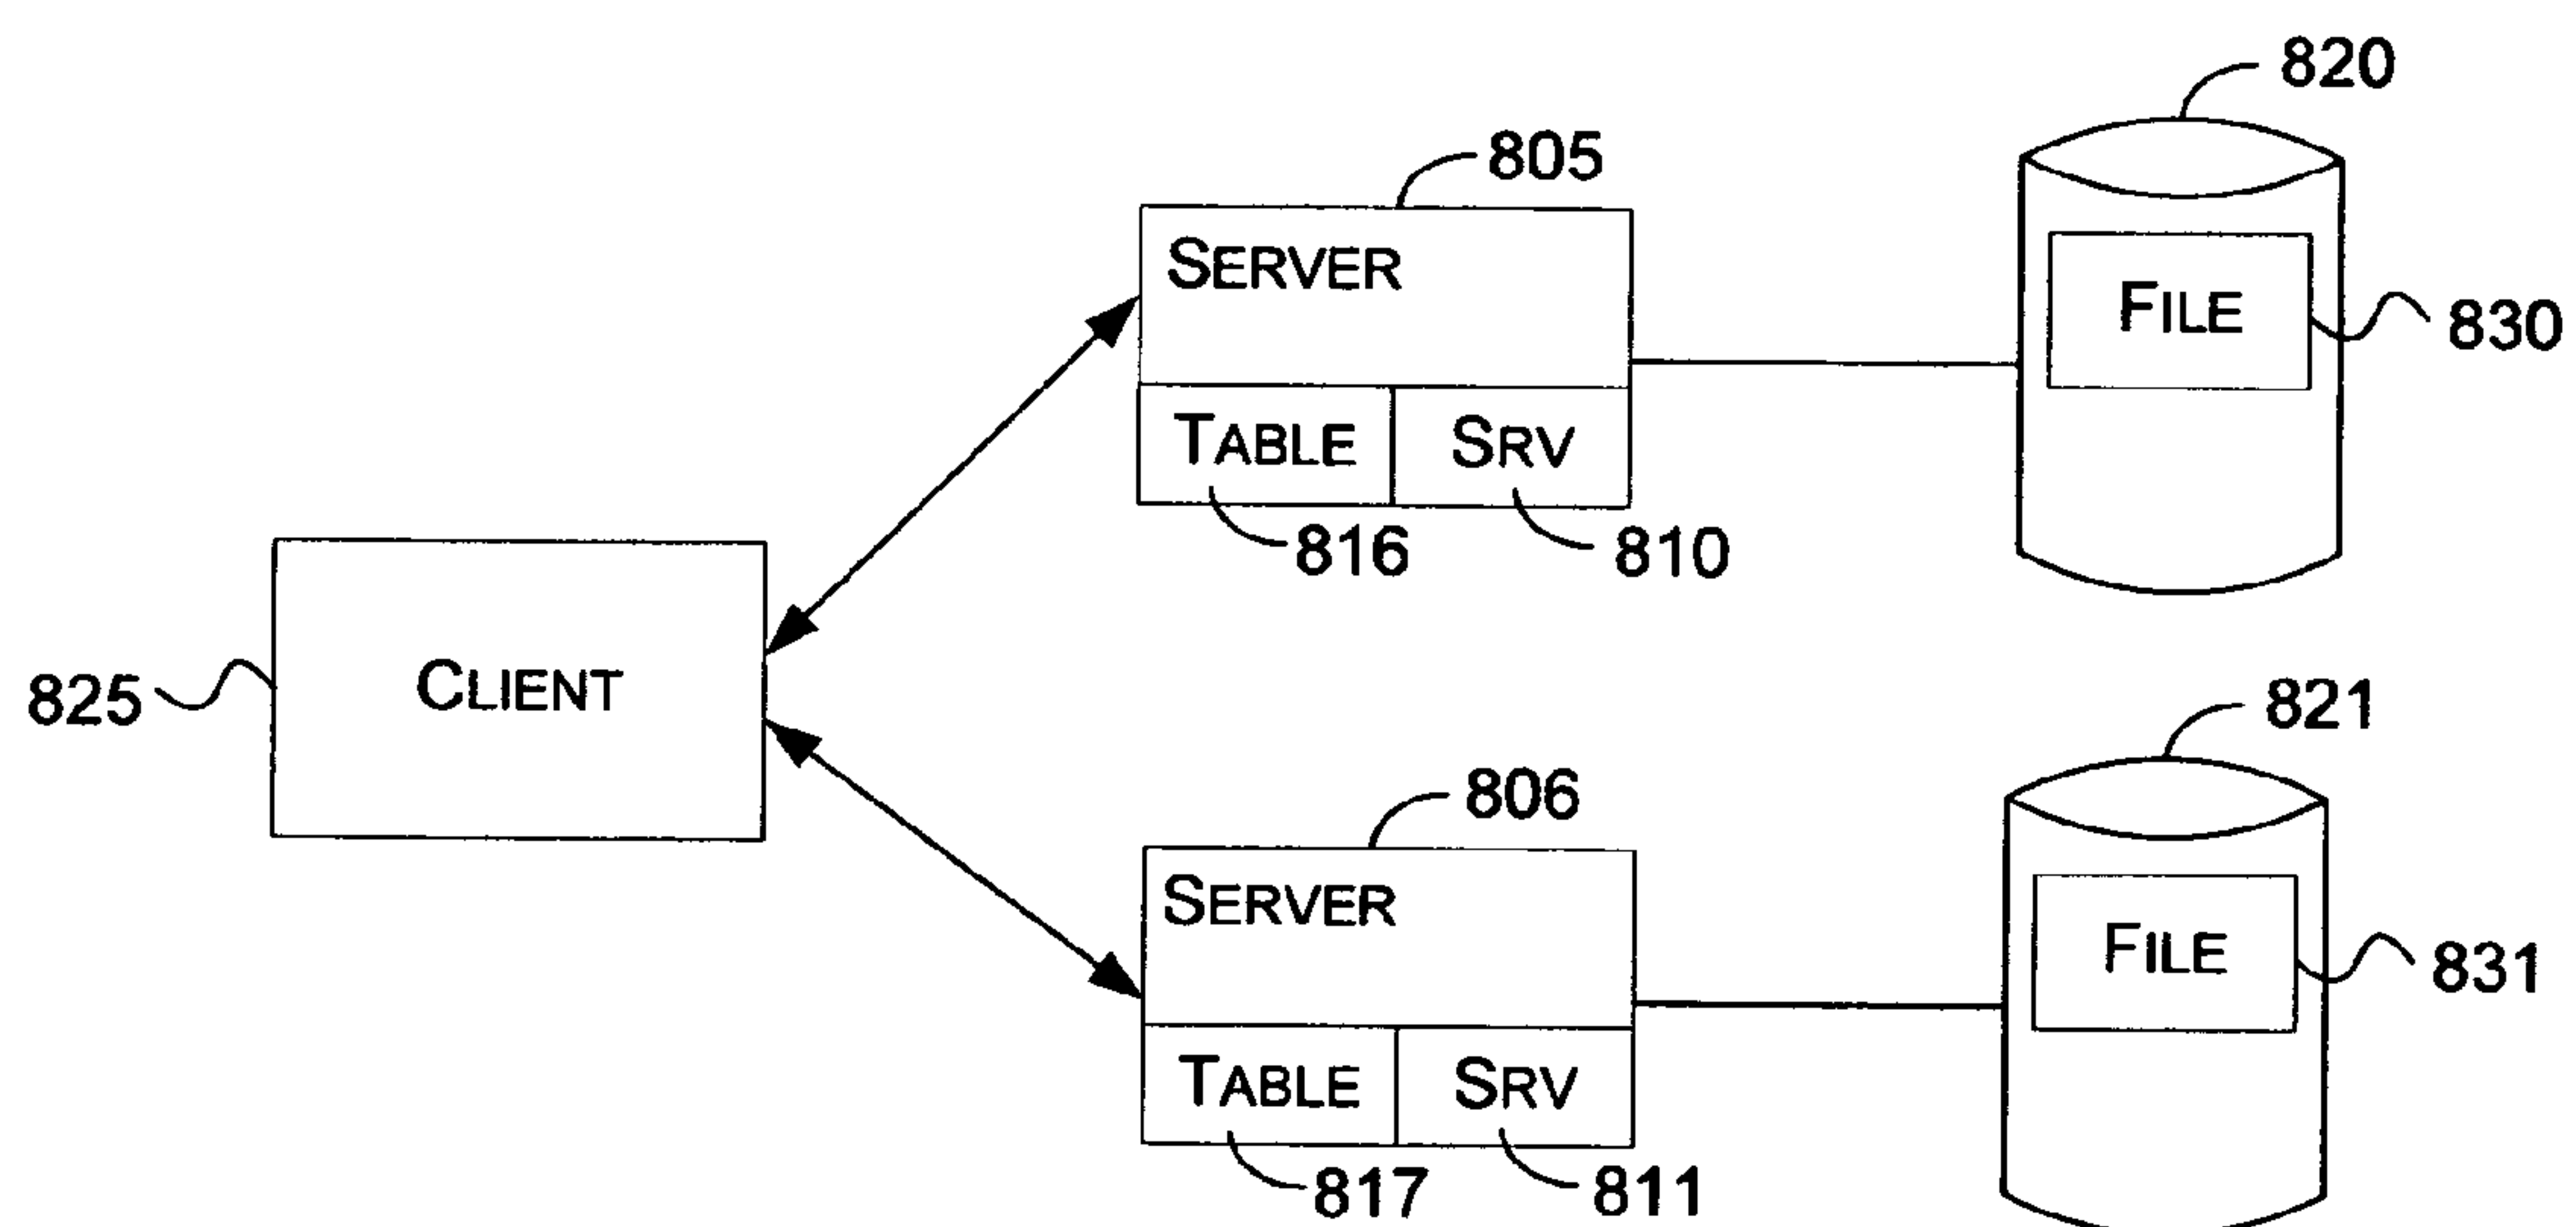 820
805
SERVER
FILE
830
TABLE
SRV
816
810
825
CLIENT
821
806
SERVER
FILE
831
TABLE
SRV
817
811